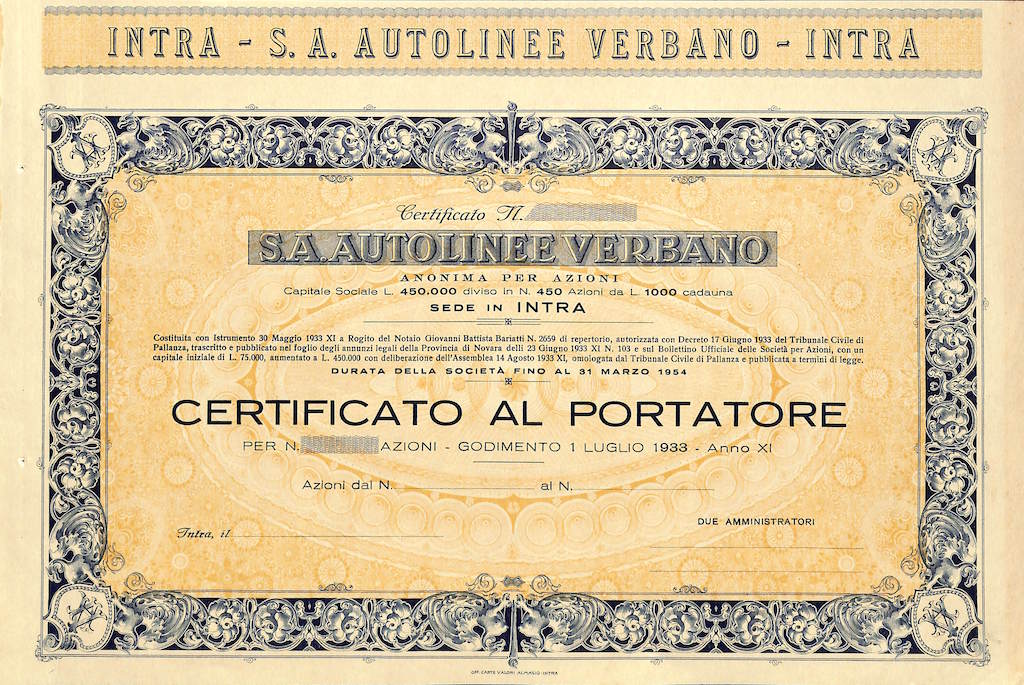 INTRA - S. A. AUTOLINEE VERBANO - INTRA
Certificato N.
S.A. AUTOLINEE VERBANO
ANONIMA PER AZIONI
Capitale Sociale L. 450.000 diviso in N. 450 Azioni da L. 1000 cadauna
SEDE IN INTRA
Costituita con Istrumento 30 Maggio 1933 XI a Rogito del Notaio Giovanni Battista Bariatti N. 2659 di repertorio, autorizzata con Decreto 17 Giugno 1933 del Tribunale Civile di
Pallanza, trascritto e pubblicato nel foglio degli annunzi legali della Provincia di Novara delli 23 Giugno 1933 XI N. 103 e sul Bollettino Ufficiale delle Società per Azioni, con un
capitale iniziale di L. 75.000, aumentato a L. 450.000 con deliberazione dell'Assemblea 14 Agosto 1933 XI, omologata dal Tribunale Civile di Pallanza e pubblicata a termini di legge.
DURATA DELLA SOCIETÀ FINO AL 31 MARZO 1954
CERTIFICATO AL PORTATORE
PER N. AZIONI - GODIMENTO 1 LUGLIO 1933 - Anno XI
Azioni dal N. al N.
DUE AMMINISTRATORI
Intra, il
OFF. CARTE VALORI ALMASIO-INTRA